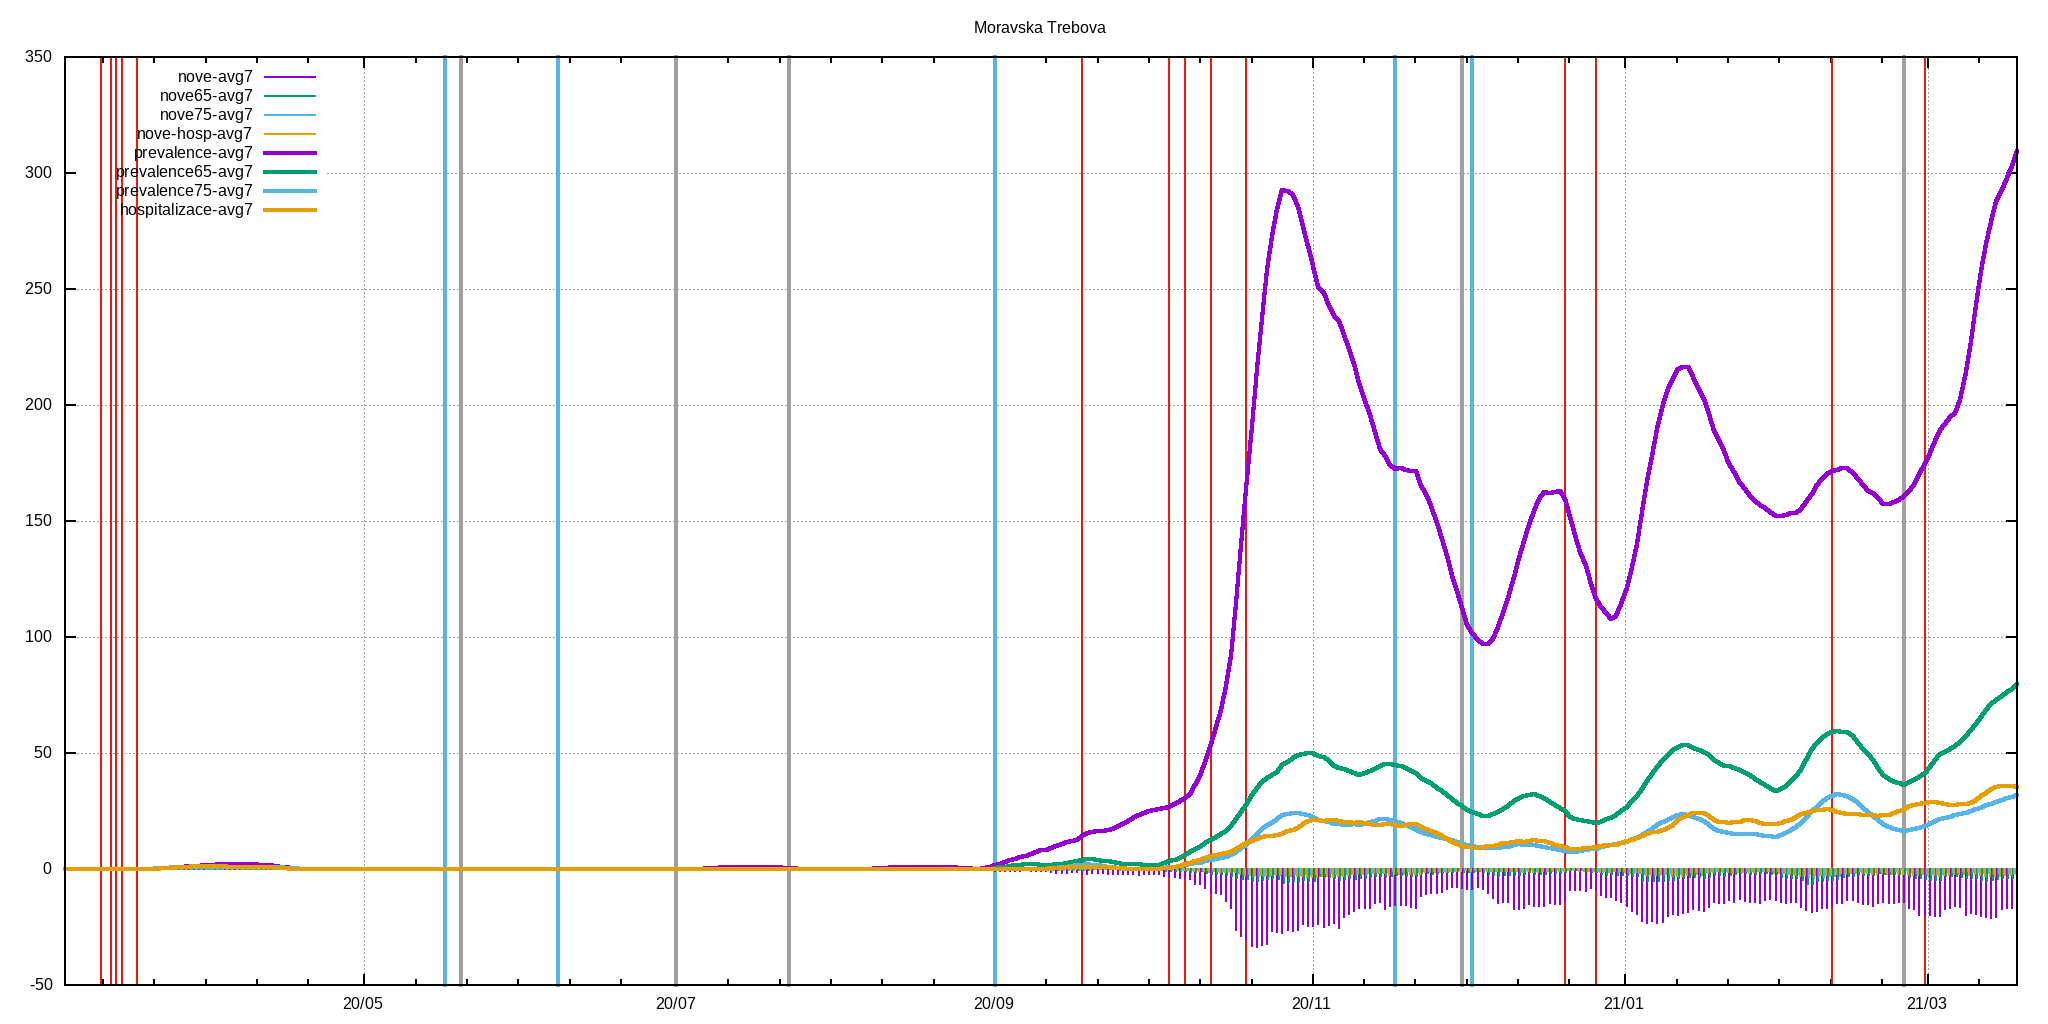 Moravska Trebova
350
300
250
200
150
100
50
0
-50
nove-avg7
nove65-avg7
nove75-avg7
nove-hosp-avg7
prevalence-avg7
prevalence65-avg7
prevalence75-avg7
hospitalizace-avg7
20/05 20/07 20/09 20/11 21/01 21/03